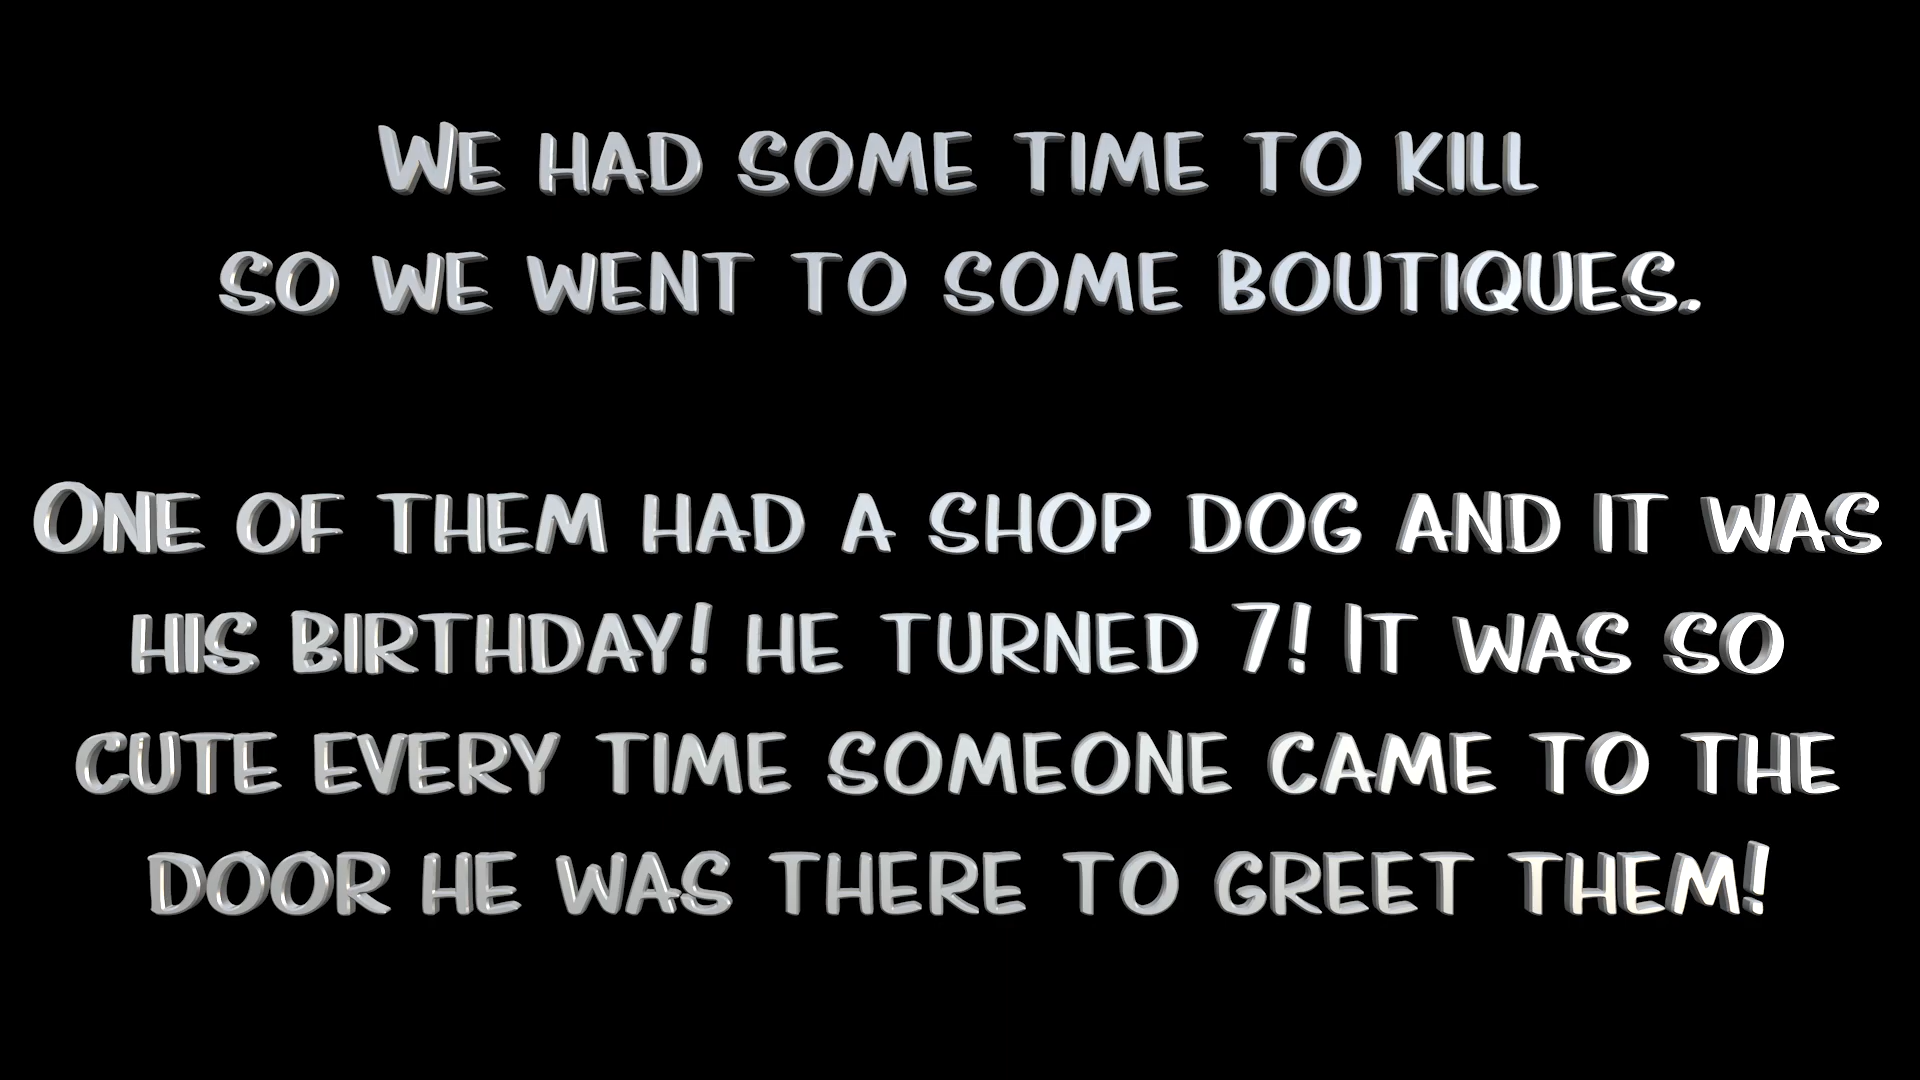 We had some time to kill
so we went to some boutiques.
One of them had a shop dog and it was
his birthday! He turned 7! It was so
cute every time someone came to the
door he was there to greet them!